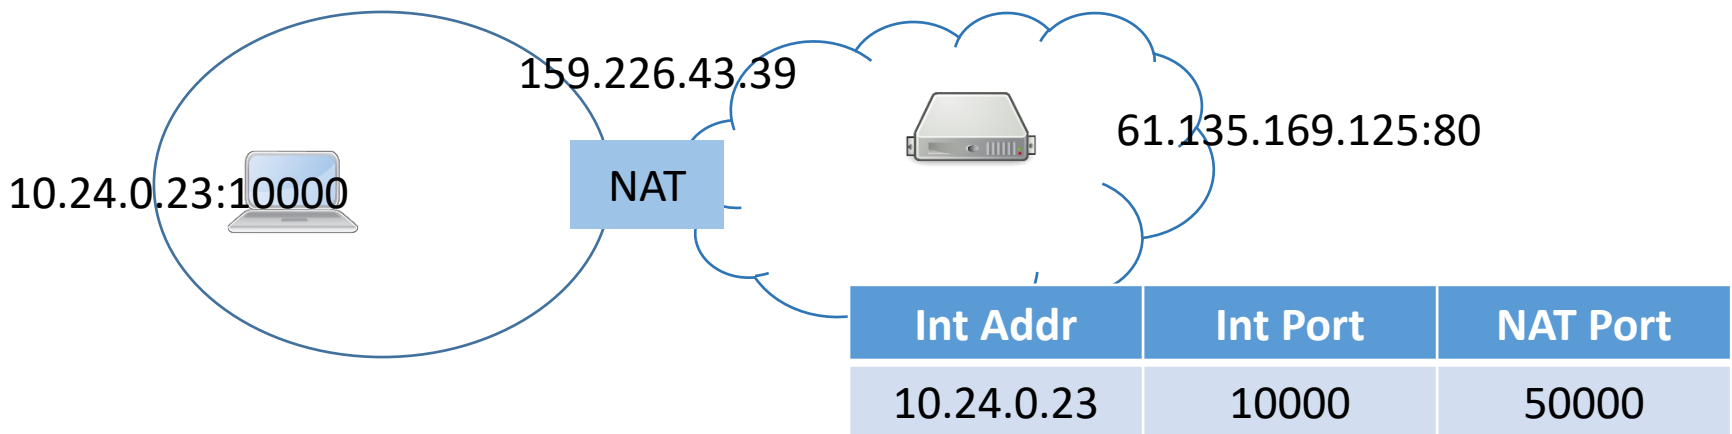 159.226.43.39
61.135.169.125:80
10.24.0.23:10000
NAT
Int Addr Int Port NAT Port
10.24.0.23 10000 50000